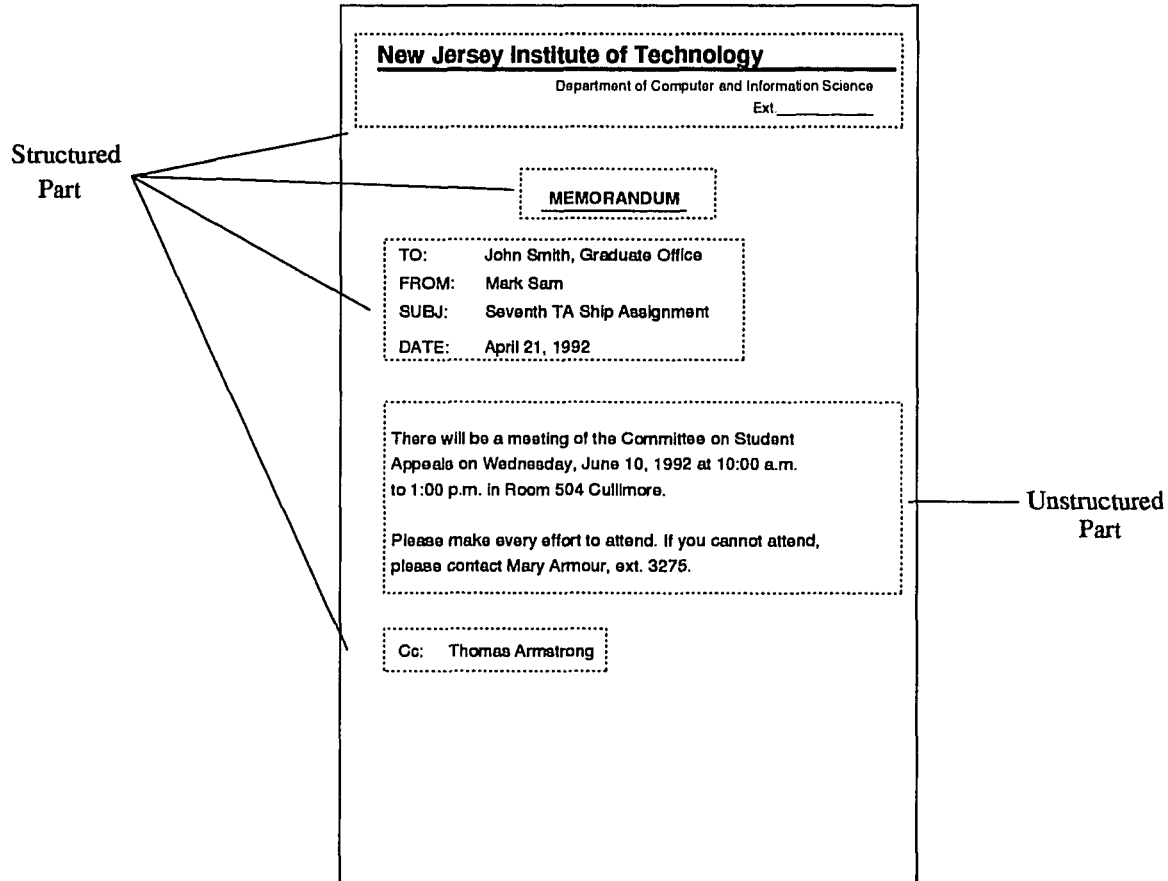 New Jersey Institute of Technology
Department of Computer and Information Science
Ext.__________
Structured
Part
MEMORANDUM
TO: John Smith, Graduate Office
FROM: Mark Sam
SUBJ: Seventh TA Ship Assignment
DATE: April 21, 1992
There will be a meeting of the Committee on Student
Appeals on Wednesday, June 10, 1992 at 10:00 a.m.
to 1:00 p.m. in Room 504 Cullimore.
Unstructured
Part
Please make every effort to attend. If you cannot attend,
please contact Mary Armour, ext. 3275.
Cc: Thomas Armstrong